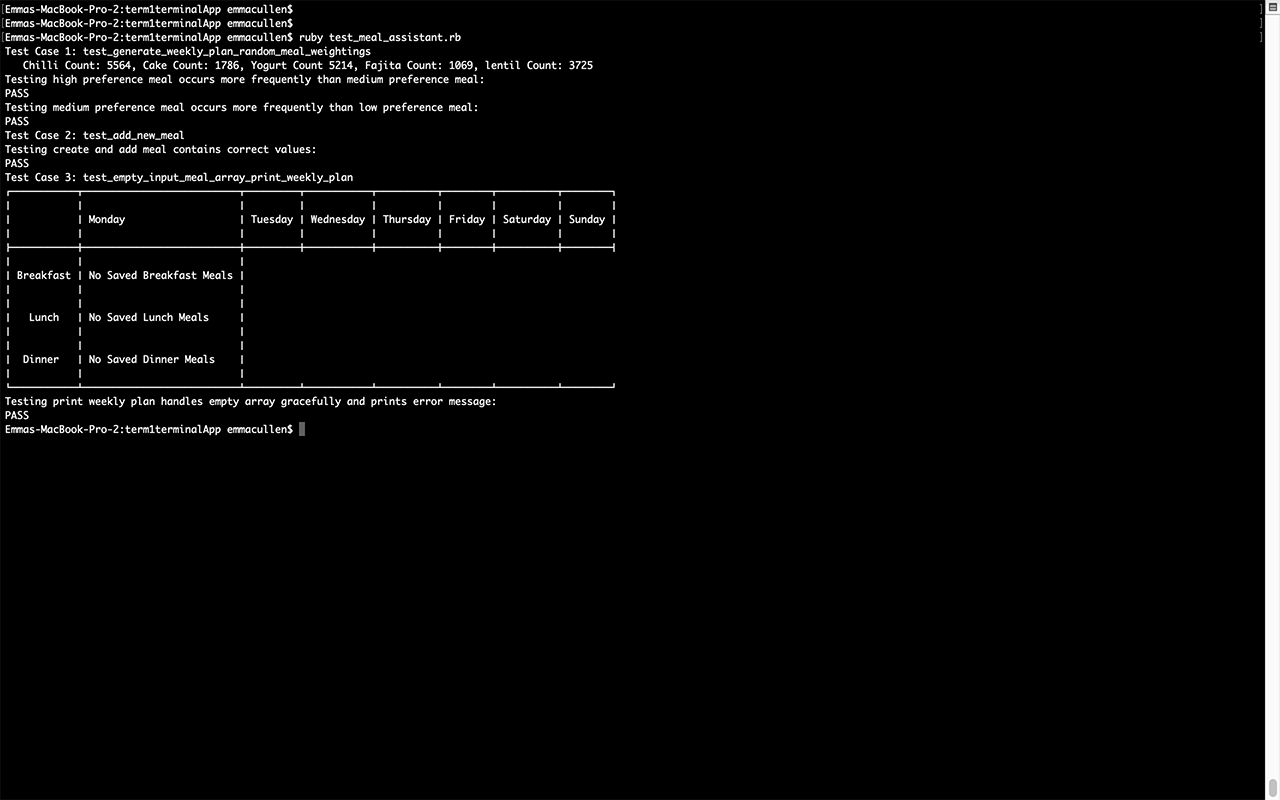 Emmas-MacBook-Pro-2:term1terminalApp emmacullen$
Emmas-MacBook-Pro-2:term1terminalApp emmacullen$
Emmas-MacBook-Pro-2:term1terminalApp emmacullen$ ruby test_meal_assistant.rb
Test Case 1: test_generate_weekly_plan_random_meal_weightings
Chilli Count: 5564, Cake Count: 1786, Yogurt Count 5214, Fajita Count: 1069, lentil Count: 3725
Testing high preference meal occurs more frequently than medium preference meal:
PASS
Testing medium preference meal occurs more frequently than low preference meal:
PASS
Test Case 2: test_add_new_meal
Testing create and add meal contains correct values:
PASS
Test Case 3: test_empty_input_meal_array_print_weekly_plan
Monday Tuesday Wednesday Thursday Friday Saturday Sunday
Breakfast No Saved Breakfast Meals
Lunch No Saved Lunch Meals
Dinner No Saved Dinner Meals
Testing print weekly plan handles empty array gracefully and prints error message:
PASS
Emmas-MacBook-Pro-2:term1terminalApp emmacullen$